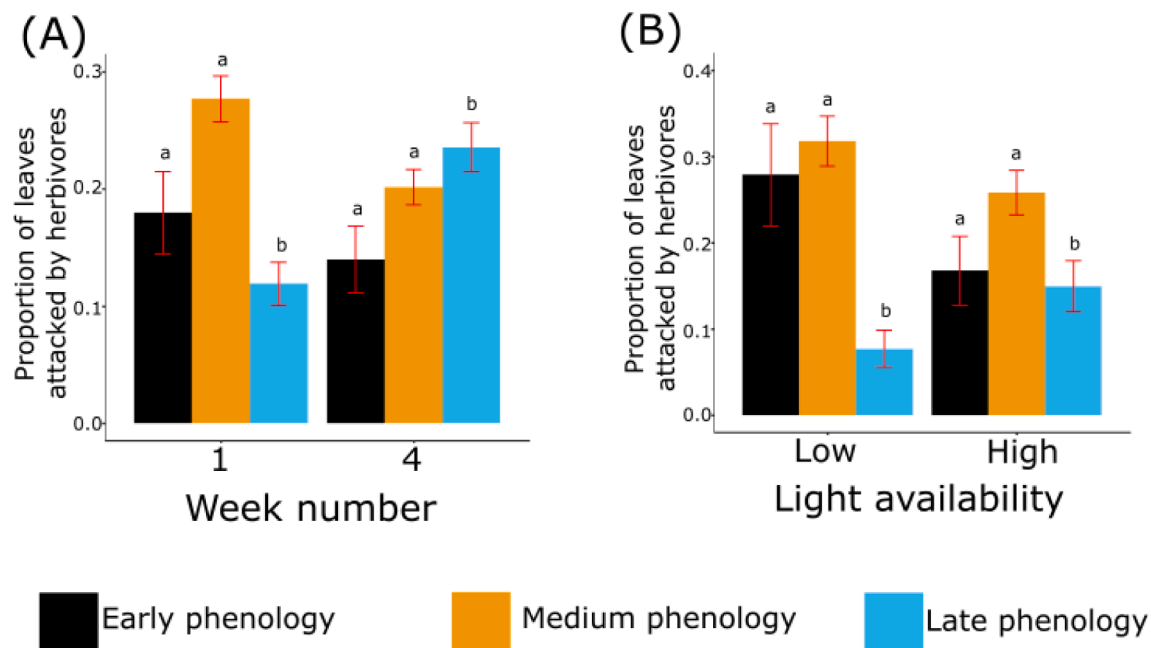 (A)
Proportion of leaves
attacked by herbivores
0.3
0.2
0.1
0.0
a
a
b
a
a
b
1
4
Week number
(B)
Proportion of leaves
attacked by herbivores
0.4
0.3
0.2
0.1
0.0
a
a
b
a
a
b
Low
High
Light availability
Early phenology
Medium phenology
Late phenology